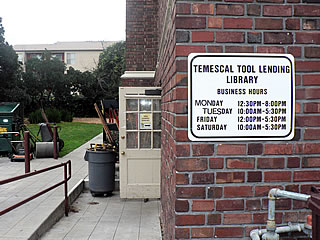 TEMESCAL TOOL LENDING
LIBRARY
BUSINESS HOURS
MONDAY 12:30PM-8:00PM
TUESDAY 10:00AM-5:30PM
FRIDAY 12:00PM-5:30PM
SATURDAY 10:00AM-5:30PM